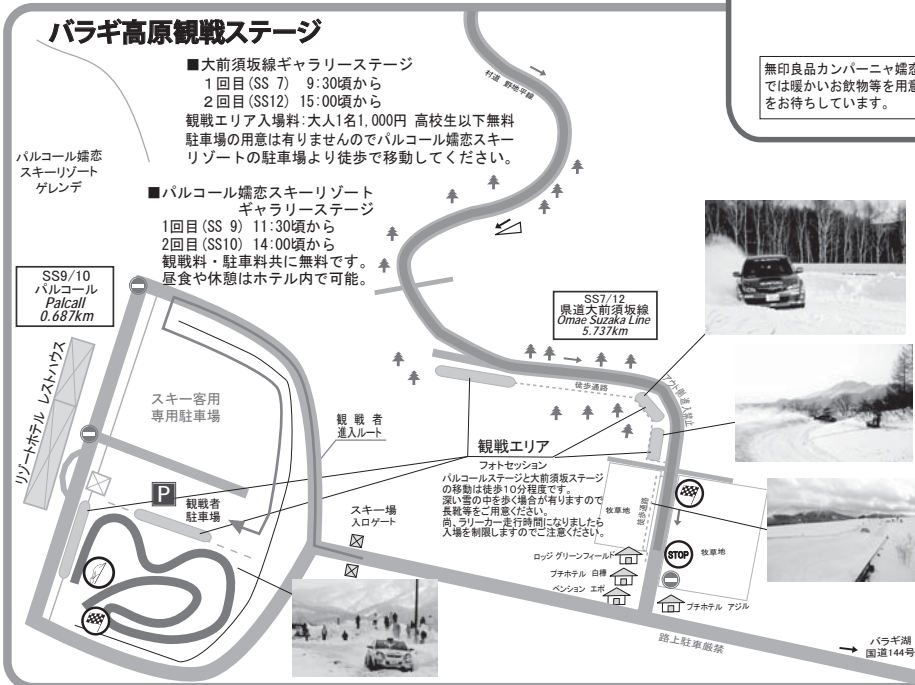 バラギ高原観戦ステージ
■大前須坂線ギャラリーステージ
1回目(SS 7) 9:30頃から
2回目(SS12) 15:00頃から
観戦エリア入場料:大人1名1,000円 高校生以下無料
駐車場の用意は有りませんのでパルコール嬬恋スキー
リゾートの駐車場より徒歩で移動してください。
■パルコール嬬恋スキーリゾート
ギャラリーステージ
1回目(SS 9) 11:30頃から
2回目(SS10) 14:00頃から
観戦料・駐車料共に無料です。
昼食や休憩はホテル内で可能。
無印良品カンパーニャ嬬恋
では暖かいお飲物等を用意
をお待ちしています。
村道 野地平線
パルコール嬬恋
スキーリゾート
ゲレンデ
SS9/10
パルコール
Palcall
0.687km
SS7/12
県道大前須坂線
Omae Suzaka Line
5.737km
リゾートホテル レストハウス
スキー客用
専用駐車場
観戦者
進入ルート
徒歩通路
アウト側進入禁止
観戦エリア
フォトセッション
パルコールステージと大前須坂ステージ
の移動は徒歩10分程度です。
深い雪の中を歩く場合が有りますので
長靴等をご用意ください。
尚、ラリーカー走行時間になりましたら
入場を制限しますのでご注意ください。
P
観戦者
駐車場
スキー場
入口ゲート
牧草地
徒歩通路
STOP
牧草地
ロッジ グリーンフィールド
プチホテル 白樺
ペンション エポ
プチホテル アジル
路上駐車厳禁
バラギ湖
国道144号